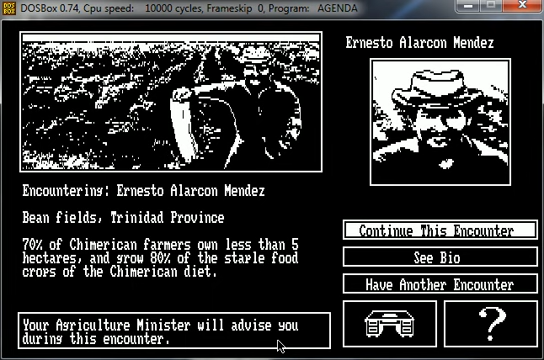 DOSBox 0.74, Cpu speed: 10000 cycles, Frameskip 0, Program: AGENDA
Ernesto Alarcon Mendez
Encountering: Ernesto Alarcon Mendez
Bean fields, Trinidad Province
70% of Chimerican farmers own less than 5
hectares, and grow 80% of the staple food
crops of the Chimerican diet.
Continue This Encounter
See Bio
Have Another Encounter
?
Your Agriculture Minister will advise you
during this encounter.